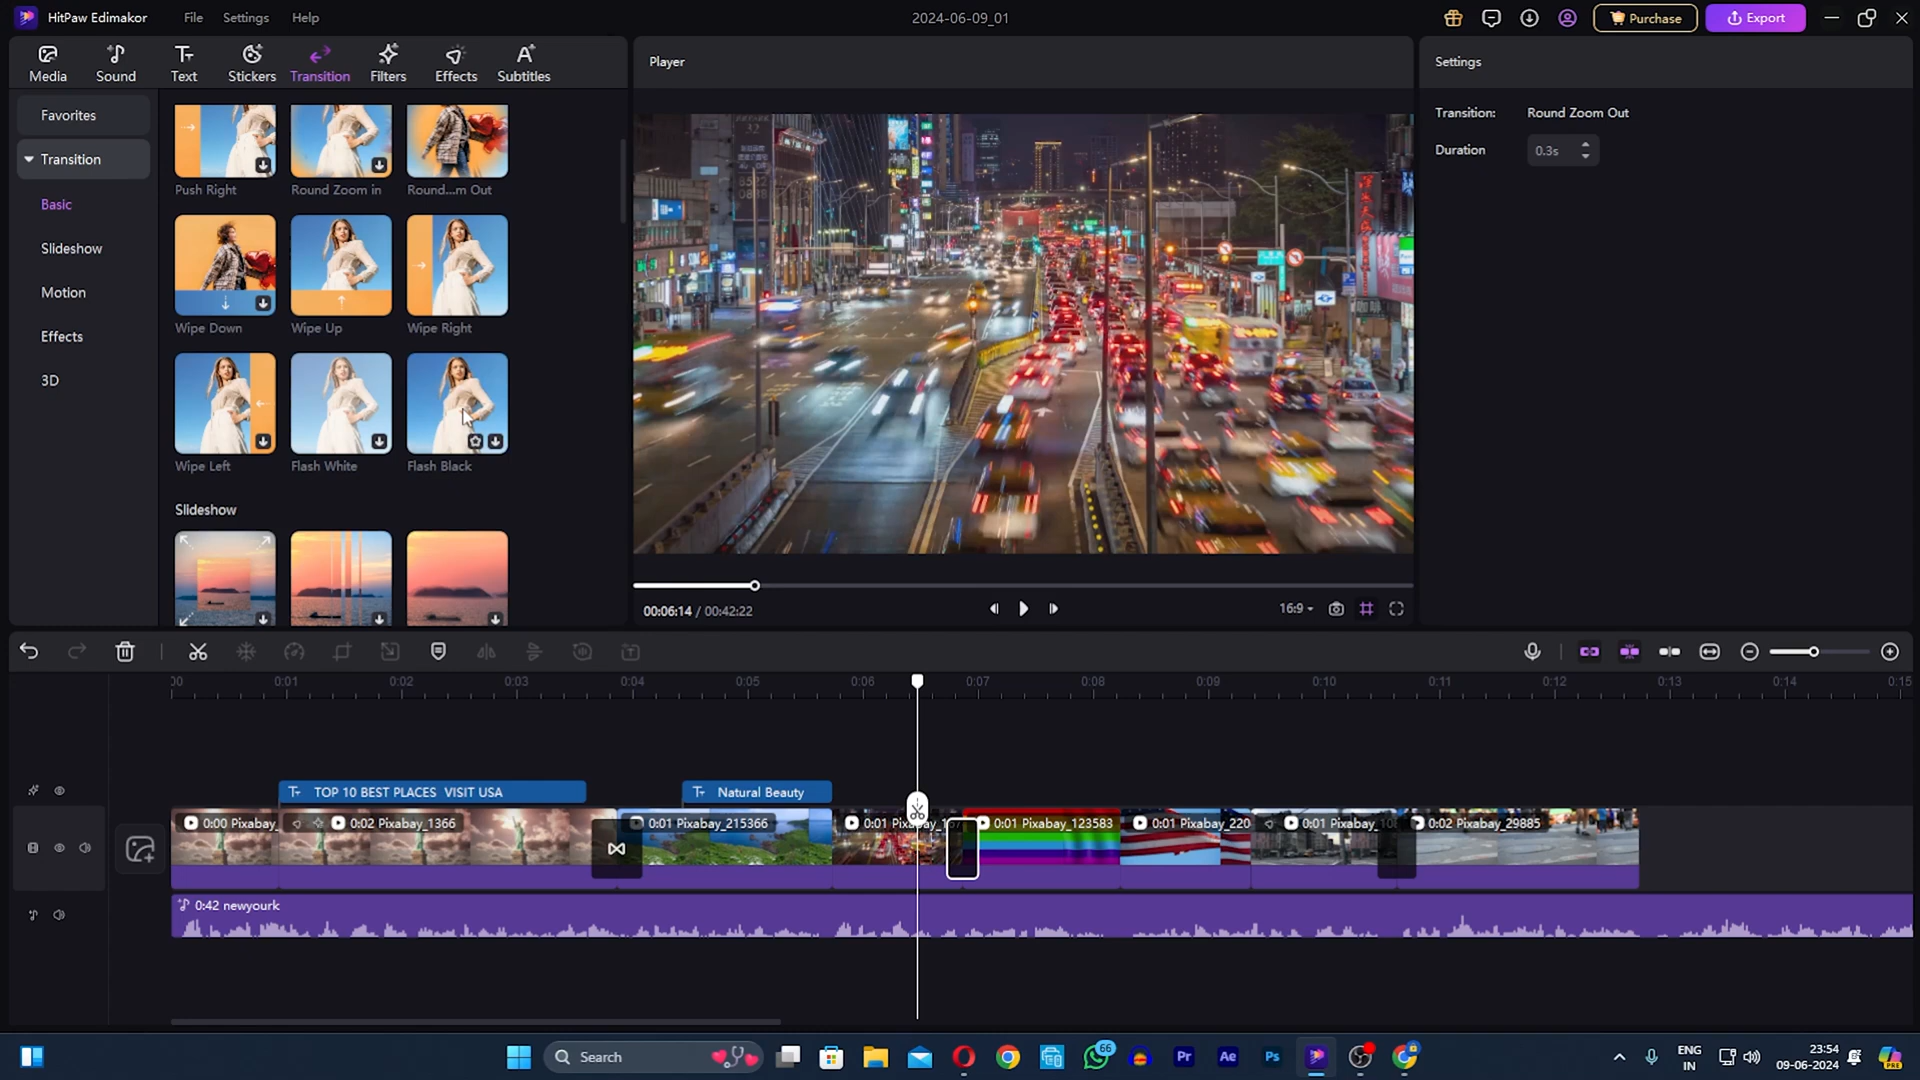 HitPaw Edimakor
File
Settings
Help
2024-06-09_01
Purchase
Export
Media
Sound
Text
Stickers
Transition
Filters
Effects
Subtitles
Player
Settings
Favorites
Transition
Basic
Slideshow
Motion
Effects
3D
Push Right
Round Zoom in
Round...m Out
Wipe Down
Wipe Up
Wipe Right
Wipe Left
Flash White
Flash Black
Slideshow
Transition:
Round Zoom Out
Duration
0.3s
00:06:14 / 00:42:22
16:9
:00
0:01
0:02
0:03
0:04
0:05
0:06
0:07
0:08
0:09
0:10
0:11
0:12
0:13
0:14
0:15
TOP 10 BEST PLACES VISIT USA
Natural Beauty
0:00 Pixabay_
0:02 Pixabay_1366
0:01 Pixabay_215366
0:01 Pixabay_123583
0:01 Pixabay_220
0:01 Pixabay_
0:02 Pixabay_29885
0:42 newyourk
Search
66
Pr
Ae
Ps
ENG
IN
23:54
09-06-2024
PRE